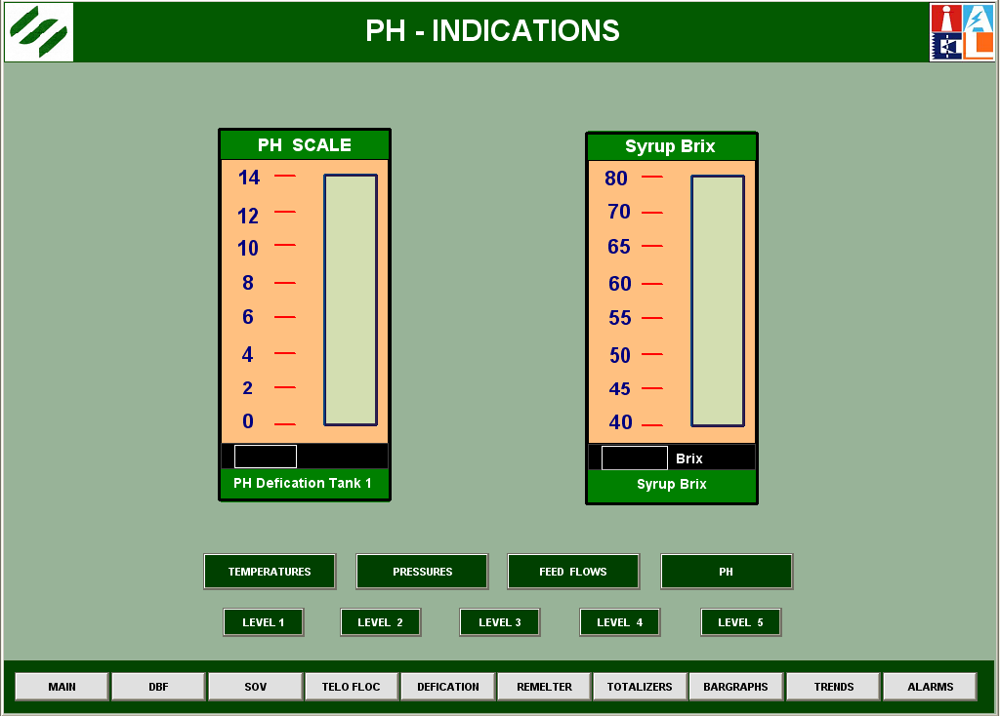 PH - INDICATIONS
PH SCALE
14
12
10
8
6
4
2
0
PH Defication Tank 1
Syrup Brix
80
70
65
60
55
50
45
40
Brix
Syrup Brix
TEMPERATURES PRESSURES FEED FLOWS PH
LEVEL 1 LEVEL 2 LEVEL 3 LEVEL 4 LEVEL 5
MAIN DBF SOV TELO FLOC DEFICATION REMELTER TOTALIZERS BARGRAPHS TRENDS ALARMS